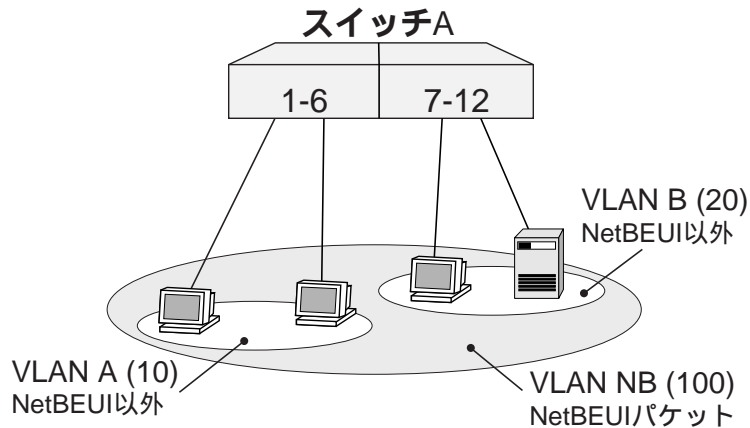 スイッチA
1-6
7-12
VLAN B (20)
NetBEUI以外
VLAN A (10)
NetBEUI以外
VLAN NB (100)
NetBEUIパケット